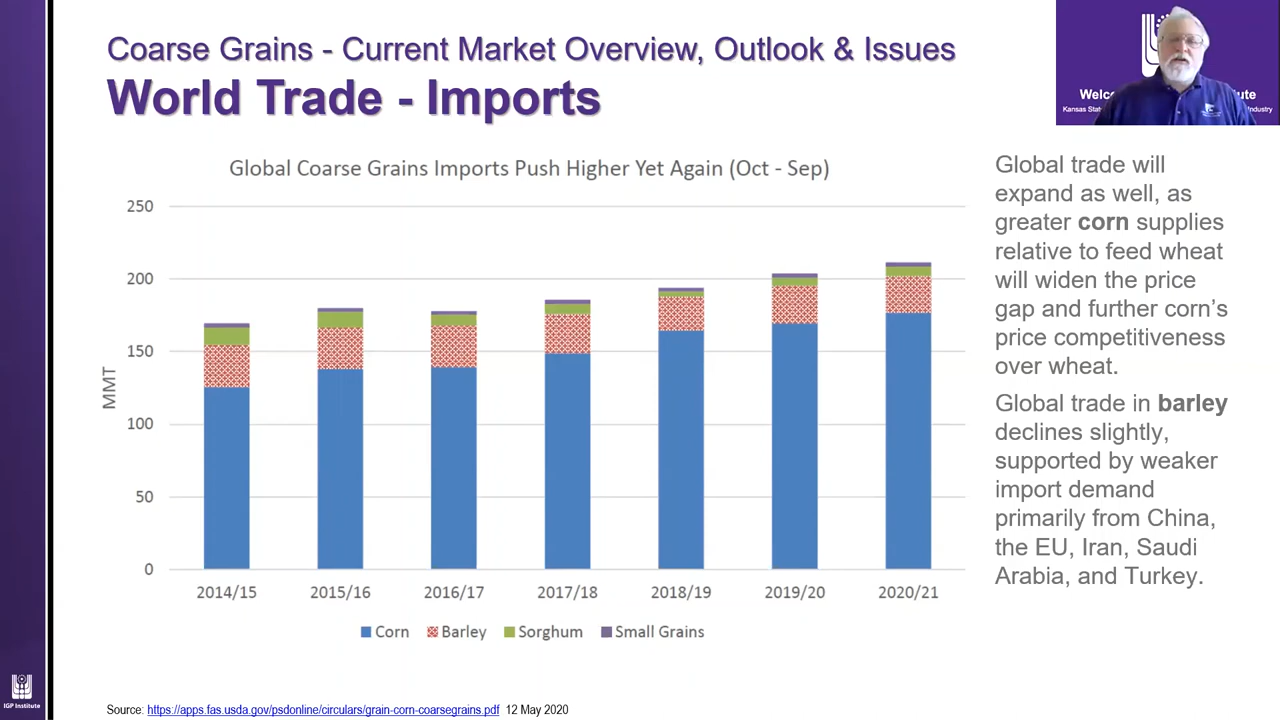 Coarse Grains - Current Market Overview, Outlook & Issues
World Trade - Imports
Kansas Sta
Industry
Global Coarse Grains Imports Push Higher Yet Again (Oct - Sep)
MMT
250
200
150
100
50
0
2014/15
2015/16
2016/17
2017/18
2018/19
2019/20
2020/21
Corn
Barley
Sorghum
Small Grains
Global trade will
expand as well, as
greater corn supplies
relative to feed wheat
will widen the price
gap and further corn’s
price competitiveness
over wheat.
Global trade in barley
declines slightly,
supported by weaker
import demand
primarily from China,
the EU, Iran, Saudi
Arabia, and Turkey.
IGP Institute
Source: https://apps.fas.usda.gov/psdonline/circulars/grain-corn-coarsegrains.pdf 12 May 2020